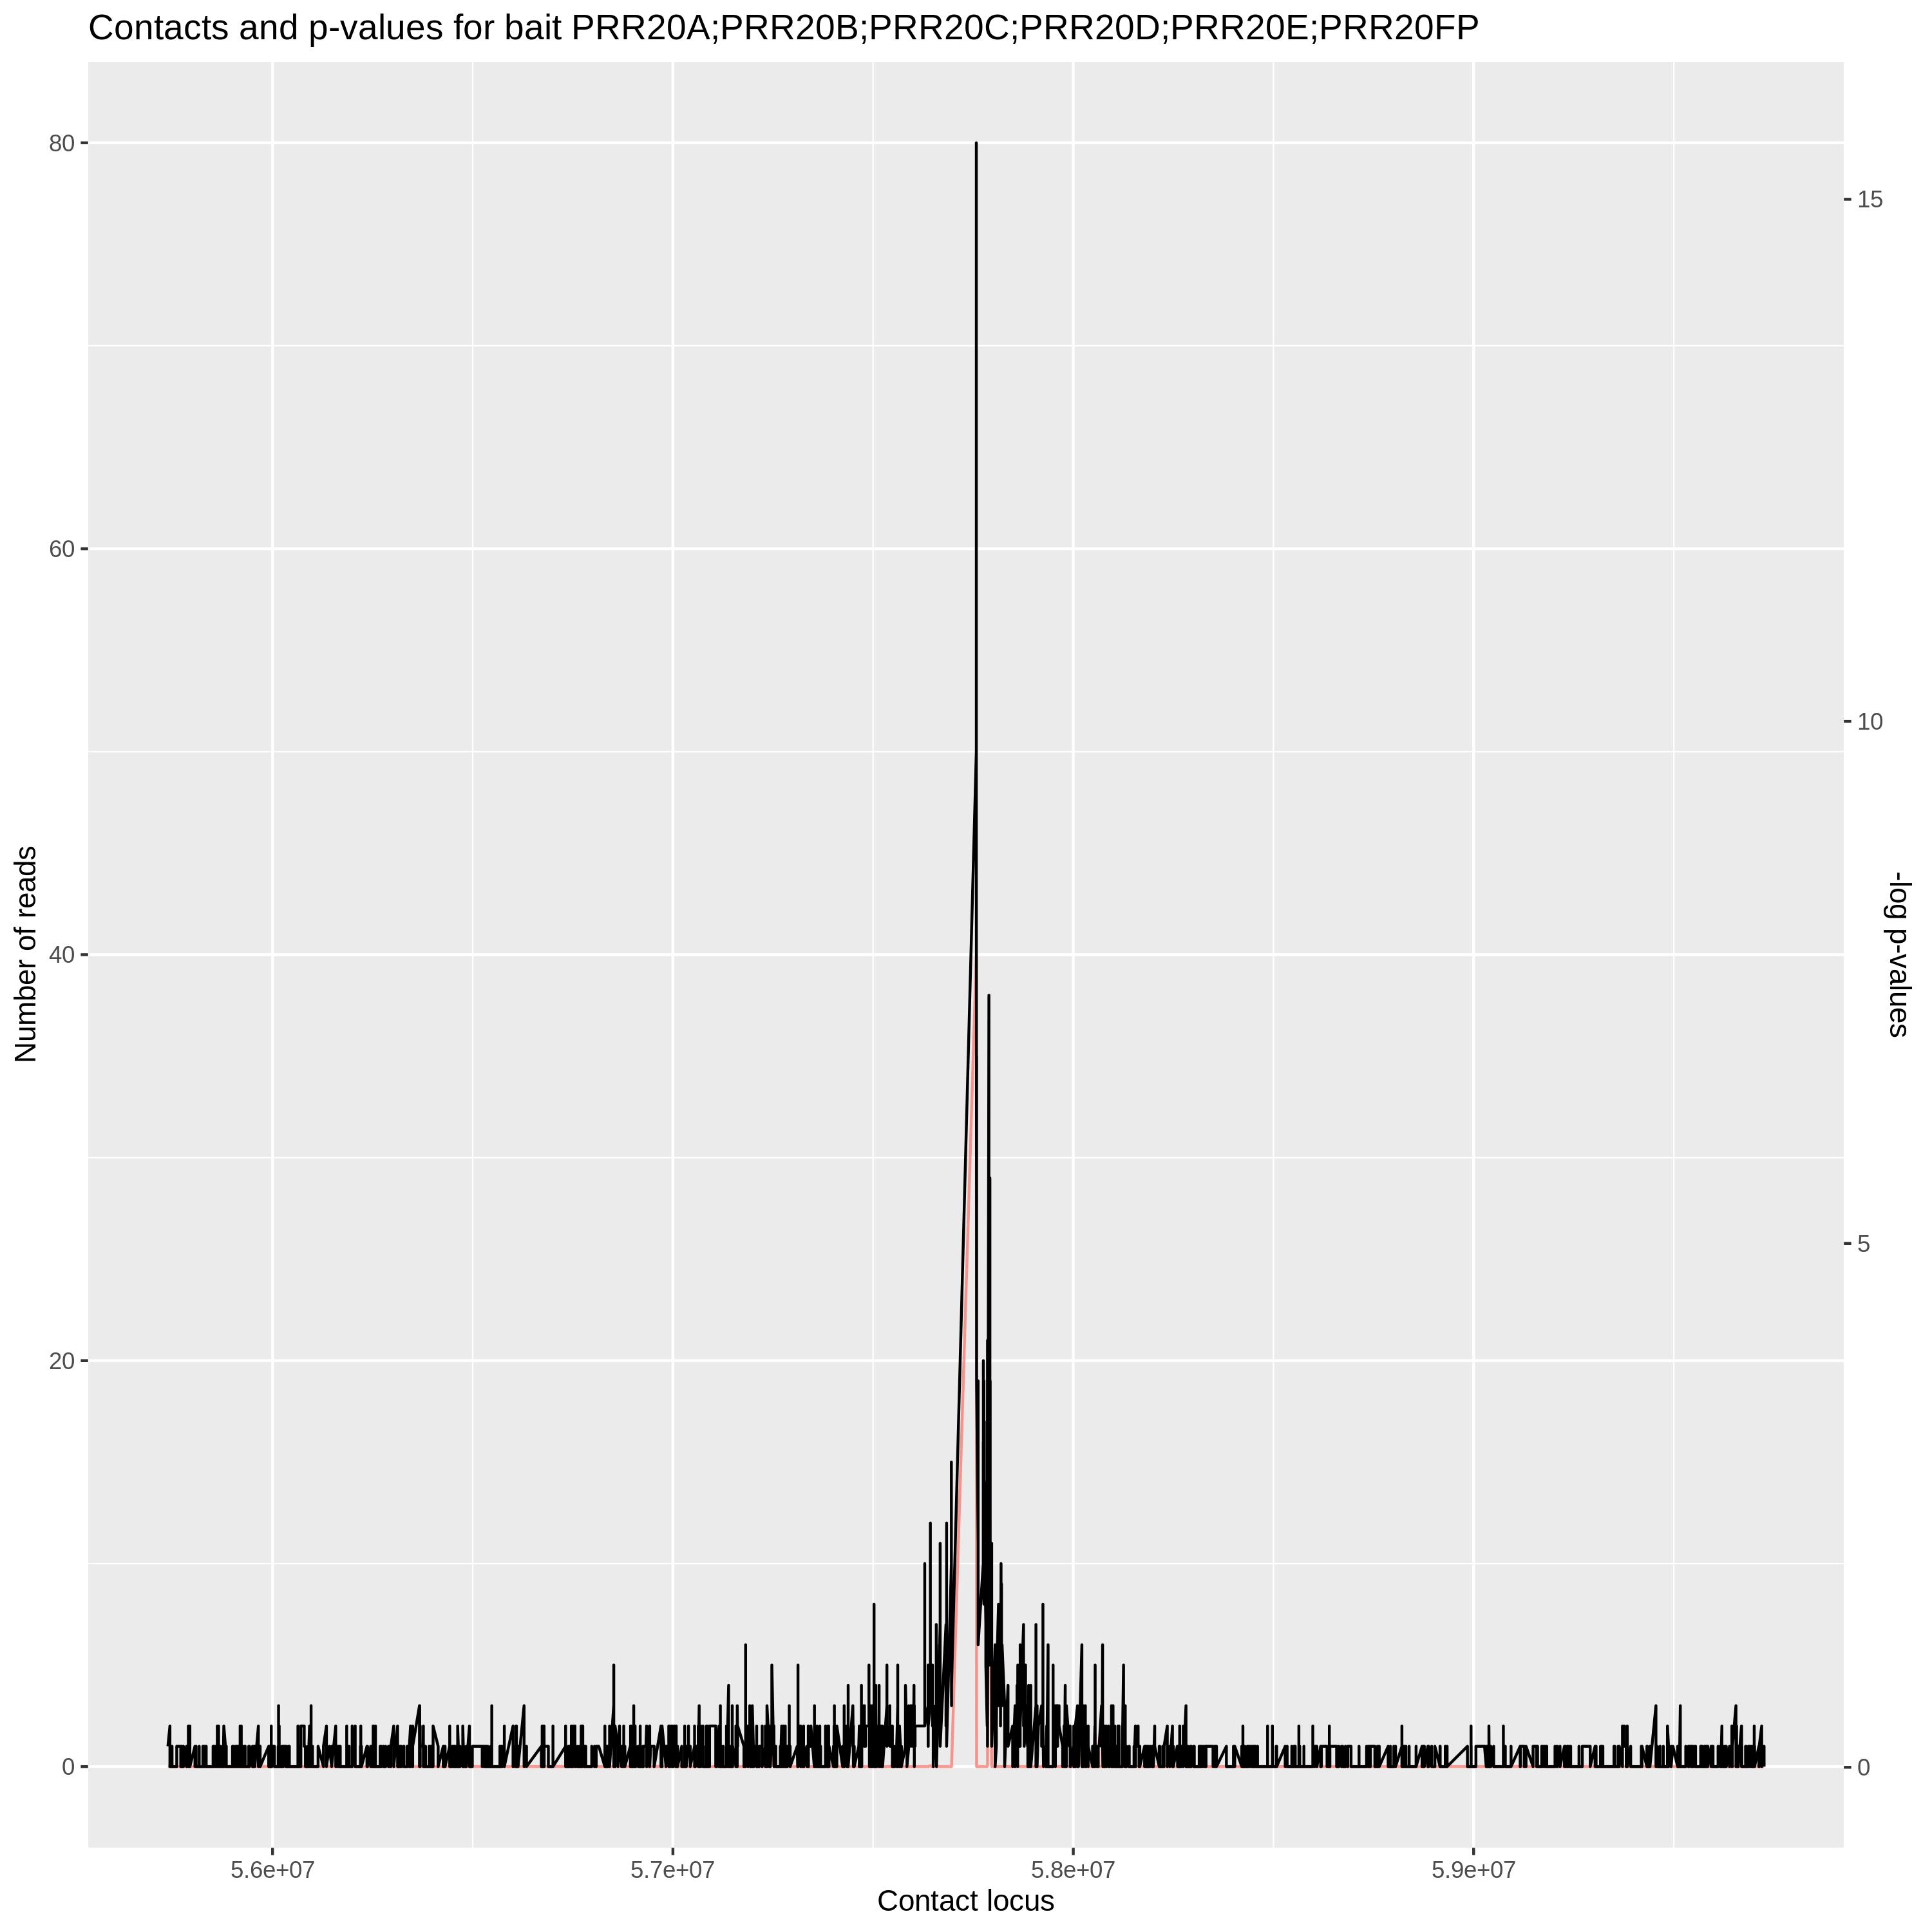 Contacts and p-values for bait PRR20A;PRR20B;PRR20C;PRR20D;PRR20E;PRR20FP
80
60
40
20
0
Number of reads
15
10
5
0
-log p-values
5.6e+07
5.7e+07
5.8e+07
5.9e+07
Contact locus